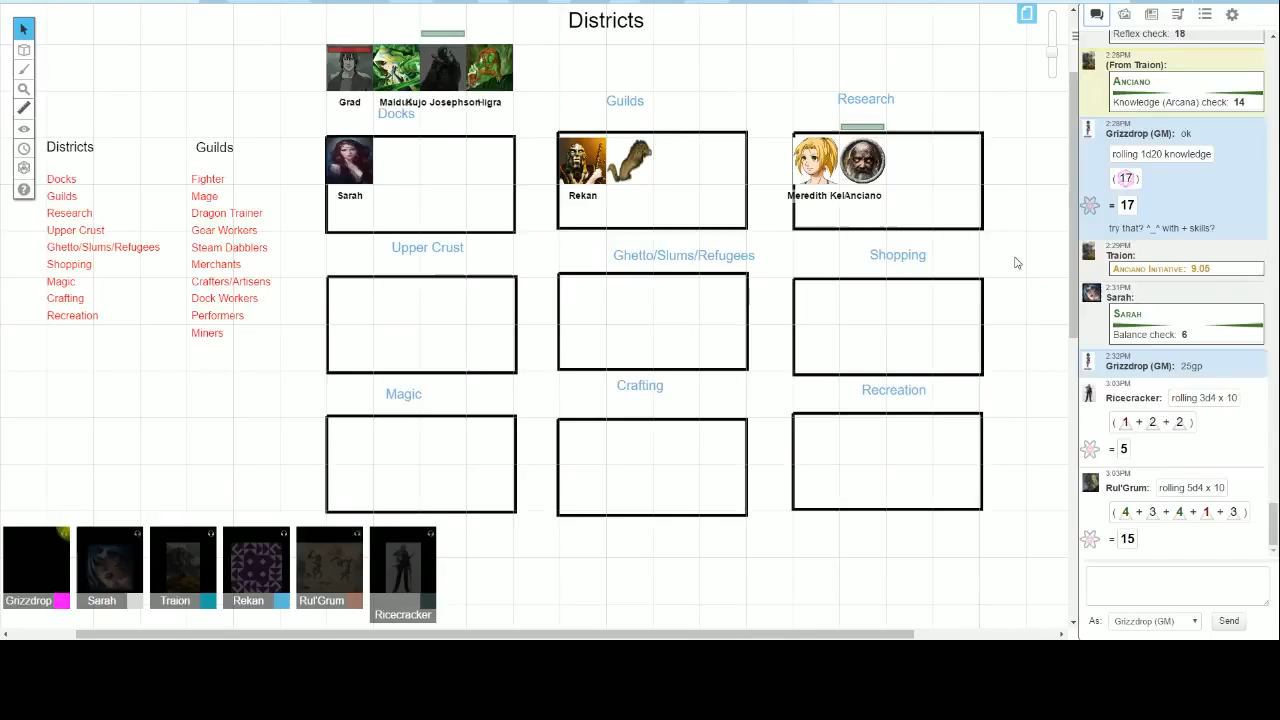 Districts
Grad
Josephson
Higra
Docks
Guilds
Research
Districts
Guilds
Docks
Guilds
Research
Upper Crust
Ghetto/Slums/Refugees
Shopping
Magic
Crafting
Recreation
Fighter
Mage
Dragon Trainer
Gear Workers
Steam Dabblers
Merchants
Crafters/Artisens
Dock Workers
Performers
Miners
Sarah
Rekan
Meredith Kel
Anciano
Upper Crust
Ghetto/Slums/Refugees
Shopping
Magic
Crafting
Recreation
Grizzdrop
Sarah
Traion
Rekan
Rul'Grum
Ricecracker
Reflex check: 18
2:28PM
(From Traion):
Anciano
Knowledge (Arcana) check: 14
2:28PM
Grizzdrop (GM): ok
rolling 1d20 knowledge
(17)
= 17
try that? ^_^ with + skills?
2:29PM
Traion:
Anciano Initiative: 9.05
2:31PM
Sarah:
Sarah
Balance check: 6
2:32PM
Grizzdrop (GM): 25gp
3:03PM
Ricecracker: rolling 3d4 x 10
(1 + 2 + 2)
= 5
3:03PM
Rul'Grum: rolling 5d4 x 10
(4 + 3 + 4 + 1 + 3)
= 15
As: Grizzdrop (GM) Send